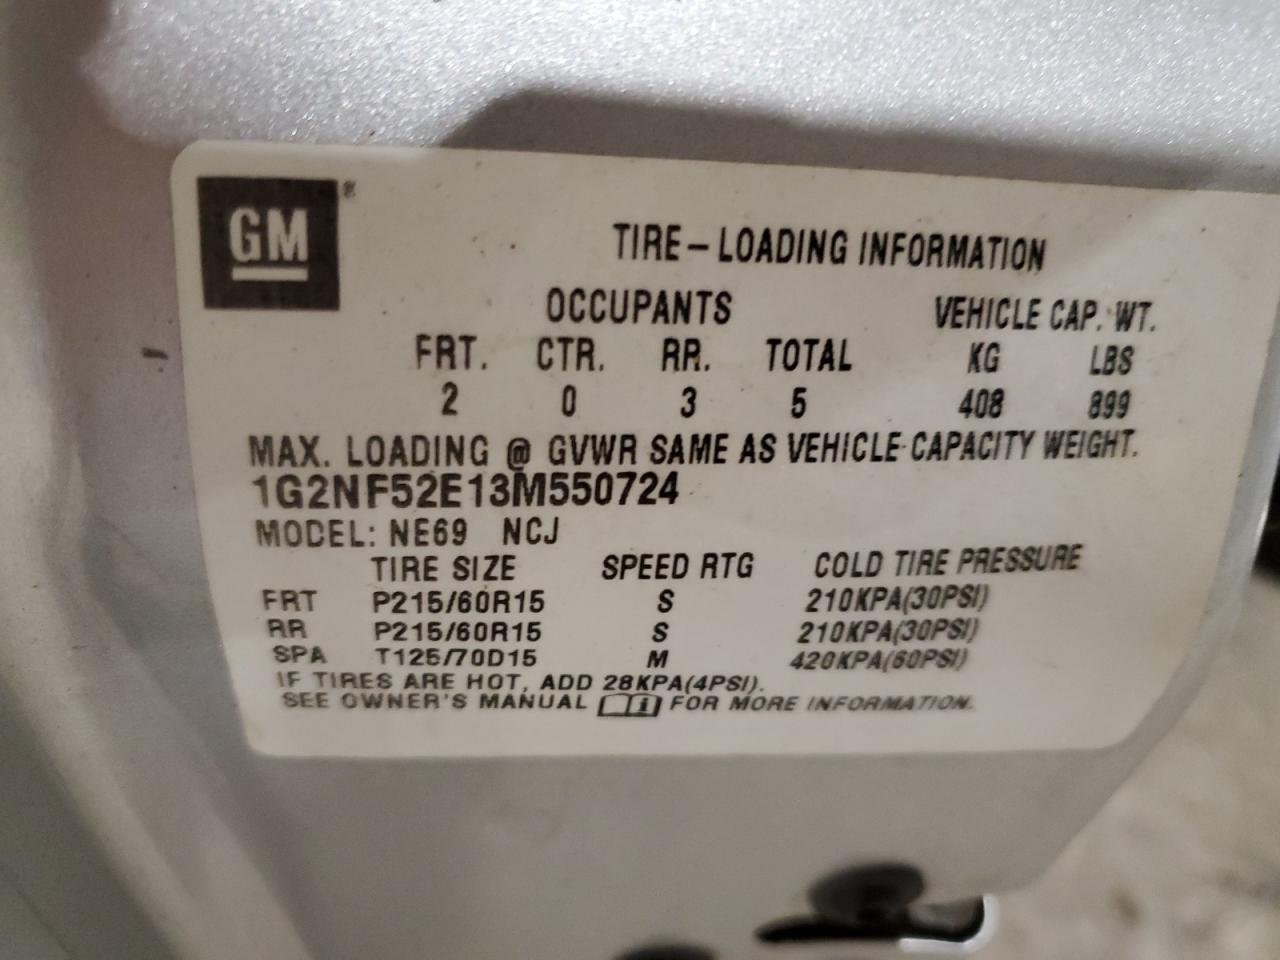 GM ®
TIRE-LOADING INFORMATION
OCCUPANTS VEHICLE CAP. WT.
FRT. CTR. RR. TOTAL KG LBS
2 0 3 5 408 899
MAX. LOADING @ GVWR SAME AS VEHICLE CAPACITY WEIGHT.
1G2NF52E13M550724
MODEL: NE69 NCJ
TIRE SIZE SPEED RTG COLD TIRE PRESSURE
FRT P215/60R15 S 210KPA(30PSI)
RR P215/60R15 S 210KPA(30PSI)
SPA T125/70D15 M 420KPA(60PSI)
IF TIRES ARE HOT, ADD 28KPA(4PSI).
SEE OWNER'S MANUAL i FOR MORE INFORMATION.